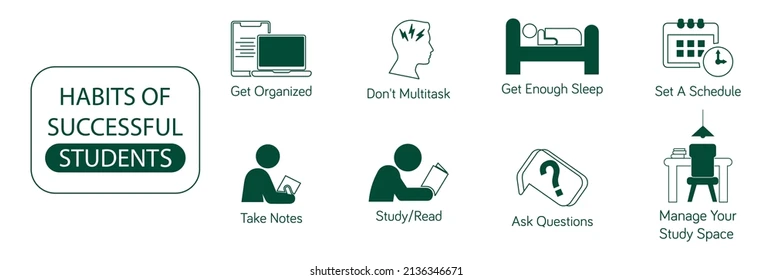 HABITS OF
SUCCESSFUL
STUDENTS
Get Organized
Don't Multitask
Get Enough Sleep
Set A Schedule
Take Notes
Study/Read
Ask Questions
Manage Your
Study Space
shutterstock.com · 2136346671